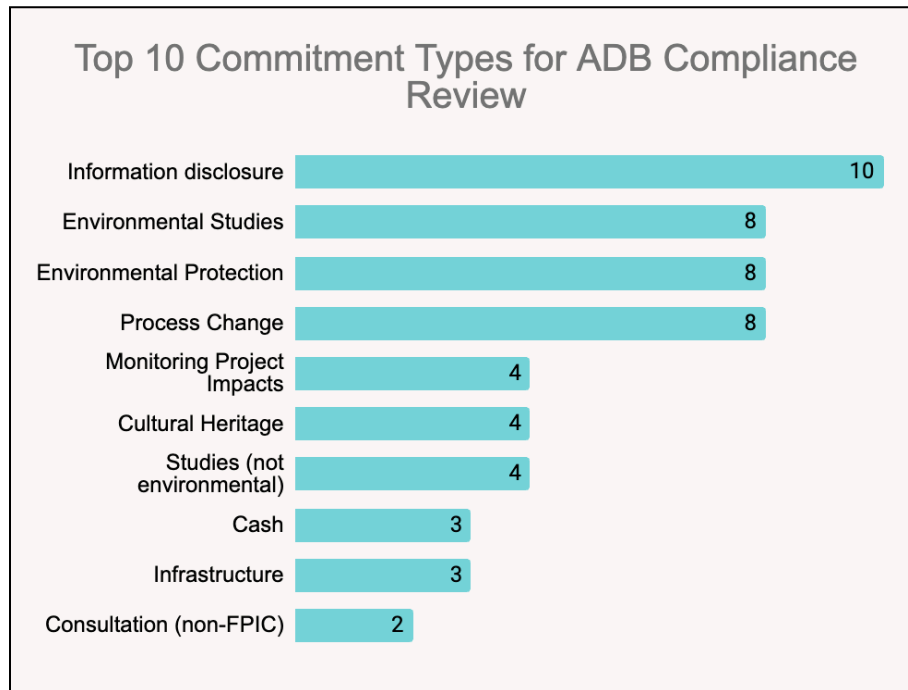 Top 10 Commitment Types for ADB Compliance
Review
Information disclosure 10
Environmental Studies 8
Environmental Protection 8
Process Change 8
Monitoring Project
Impacts 4
Cultural Heritage 4
Studies (not
environmental) 4
Cash 3
Infrastructure 3
Consultation (non-FPIC) 2